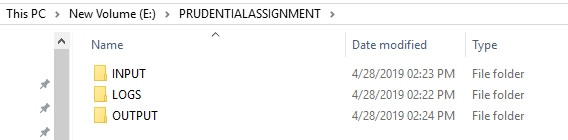 This PC > New Volume (E:) > PRUDENTIALASSIGNMENT >
Name Date modified Type
INPUT 4/28/2019 02:23 PM File folder
LOGS 4/28/2019 02:22 PM File folder
OUTPUT 4/28/2019 02:24 PM File folder